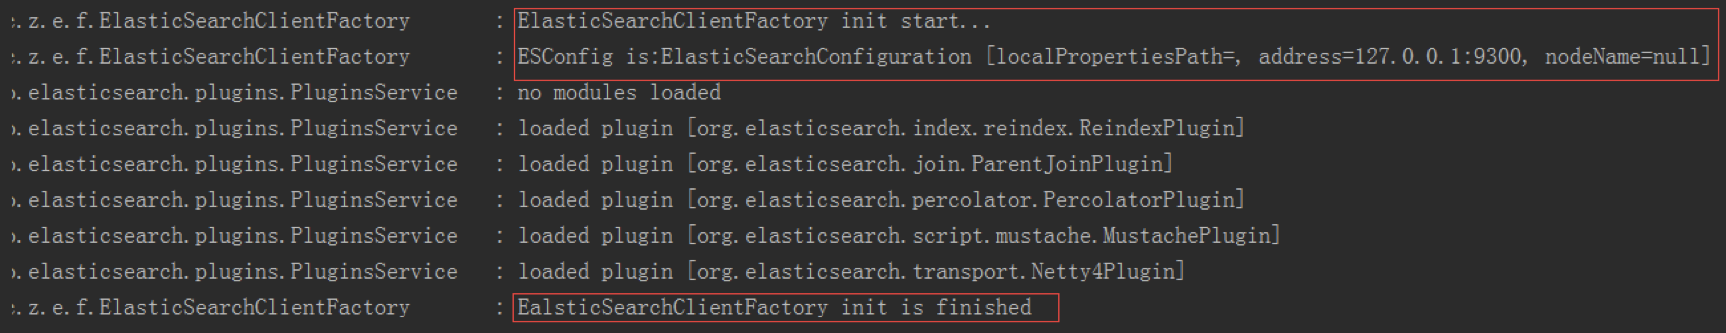 .z.e.f.ElasticSearchClientFactory : ElasticSearchClientFactory init start...
.z.e.f.ElasticSearchClientFactory : ESConfig is:ElasticSearchConfiguration [localPropertiesPath=, address=127.0.0.1:9300, nodeName=null]
.elasticsearch.plugins.PluginsService : no modules loaded
.elasticsearch.plugins.PluginsService : loaded plugin [org.elasticsearch.index.reindex.ReindexPlugin]
.elasticsearch.plugins.PluginsService : loaded plugin [org.elasticsearch.join.ParentJoinPlugin]
.elasticsearch.plugins.PluginsService : loaded plugin [org.elasticsearch.percolator.PercolatorPlugin]
.elasticsearch.plugins.PluginsService : loaded plugin [org.elasticsearch.script.mustache.MustachePlugin]
.elasticsearch.plugins.PluginsService : loaded plugin [org.elasticsearch.transport.Netty4Plugin]
.z.e.f.ElasticSearchClientFactory : EalsticSearchClientFactory init is finished